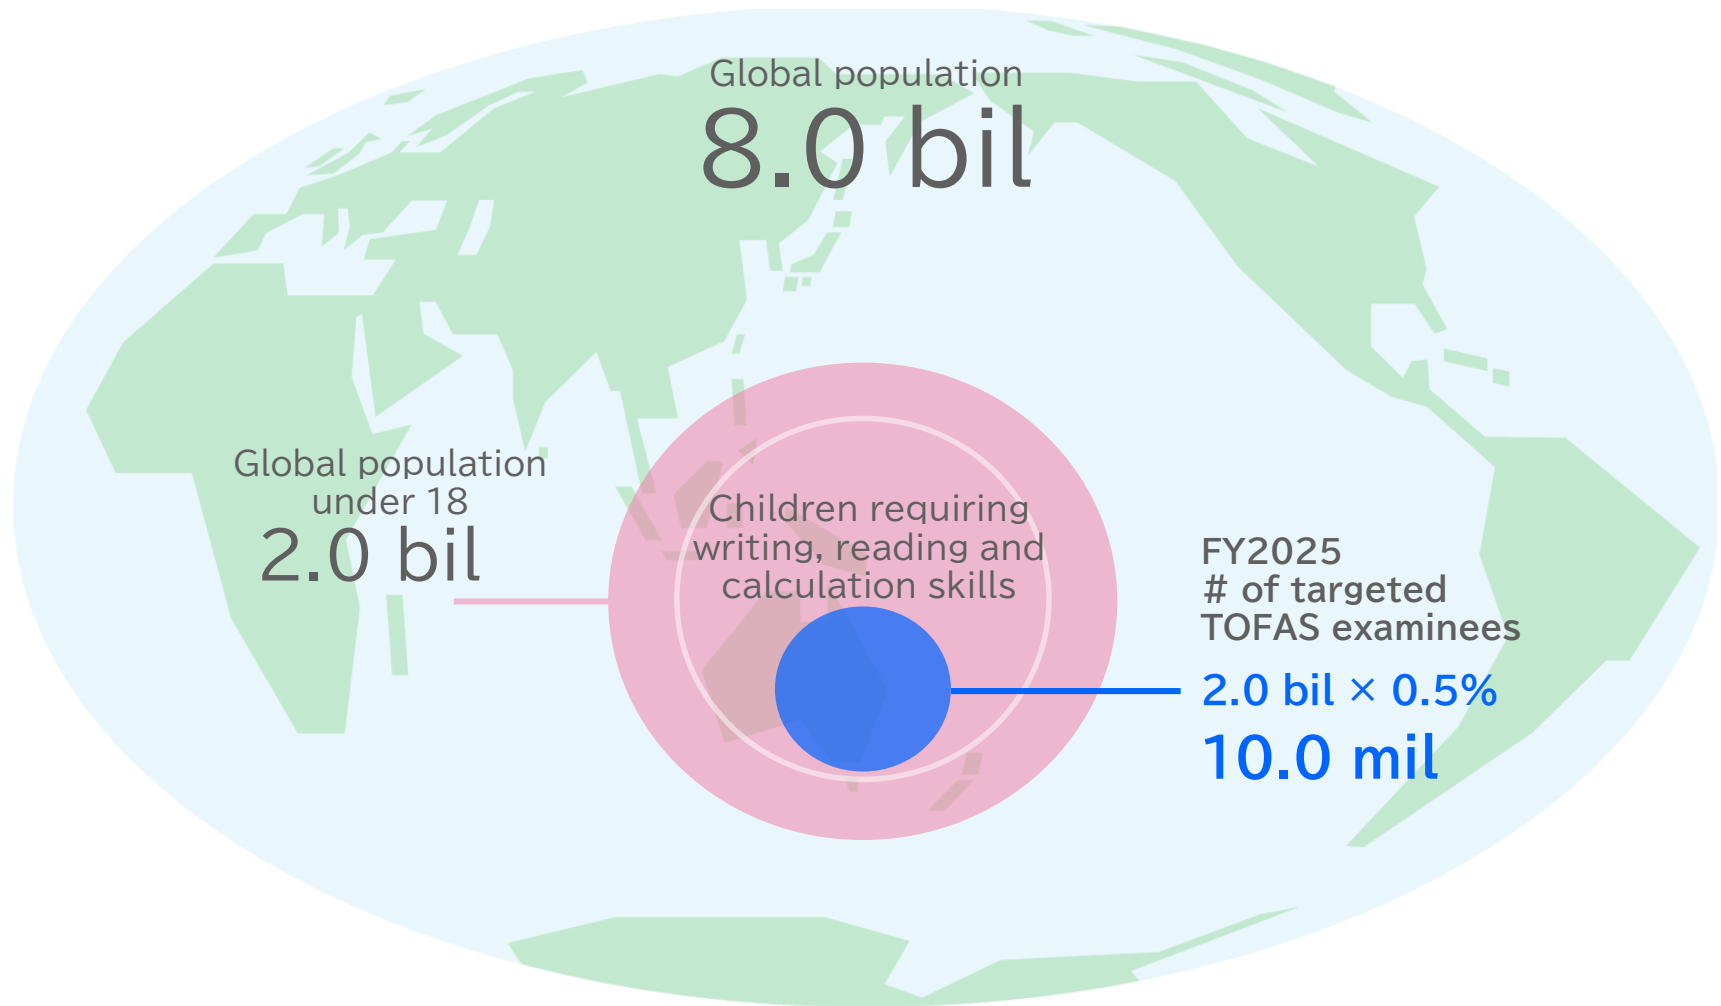 Global population
8.0 bil
Global population
under 18
2.0 bil
Children requiring
writing, reading and
calculation skills
FY2025
# of targeted
TOFAS examinees
2.0 bil × 0.5%
10.0 mil